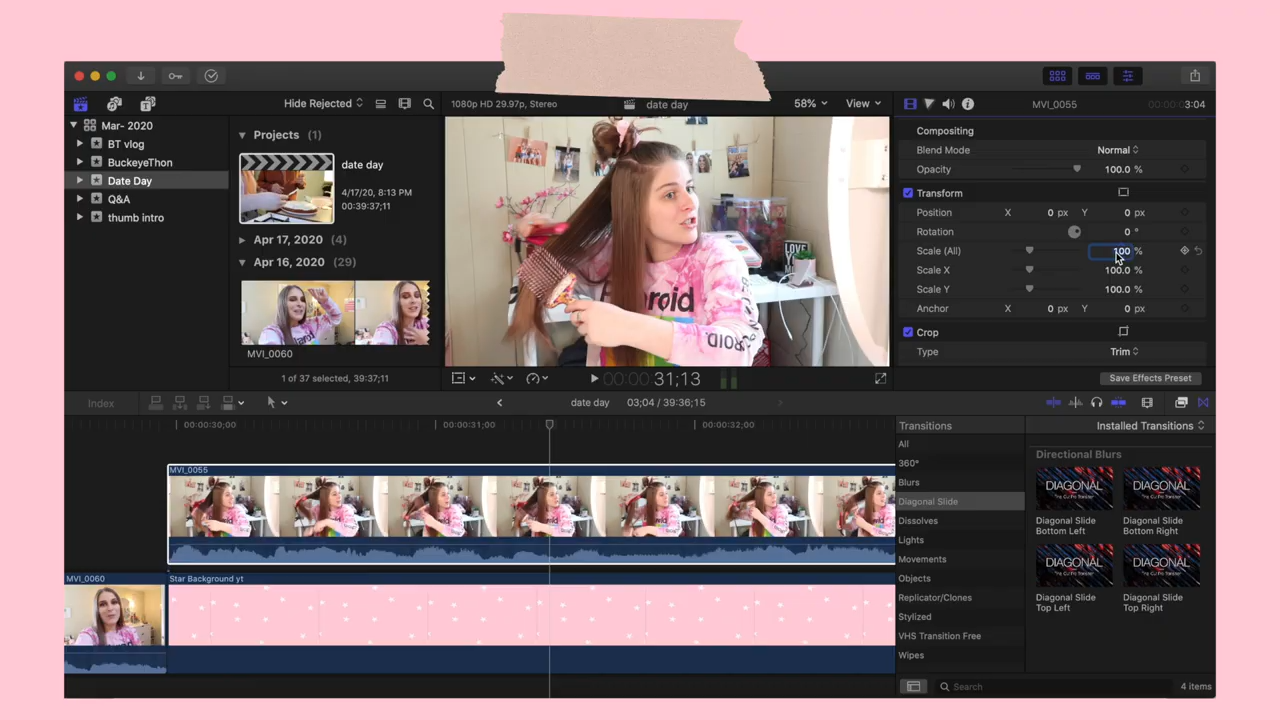 Hide Rejected
1080p HD 29.97p, Stereo
date day
58%
View
MVI_0055
00:00:03:04
Mar- 2020
BT vlog
BuckeyeThon
Date Day
Q&A
thumb intro
Projects (1)
date day
4/17/20, 8:13 PM
00:39:37;11
Apr 17, 2020 (4)
Apr 16, 2020 (29)
MVI_0060
1 of 37 selected, 39:37;11
LOVE
00:00:31;13
Compositing
Blend Mode Normal
Opacity 100.0 %
Transform
Position X 0 px Y 0 px
Rotation 0 °
Scale (All) 100 %
Scale X 100.0 %
Scale Y 100.0 %
Anchor X 0 px Y 0 px
Crop
Type Trim
Save Effects Preset
Index
date day
03;04 / 39:36;15
00:00:30;00
00:00:31;00
00:00:32;00
MVI_0055
MVI_0060
Star Background yt
Transitions
All
360°
Blurs
Diagonal Slide
Dissolves
Lights
Movements
Objects
Replicator/Clones
Stylized
VHS Transition Free
Wipes
Installed Transitions
Directional Blurs
DIAGONAL
DIAGONAL
Diagonal Slide
Bottom Left
Diagonal Slide
Bottom Right
DIAGONAL
DIAGONAL
Diagonal Slide
Top Left
Diagonal Slide
Top Right
Search
4 items